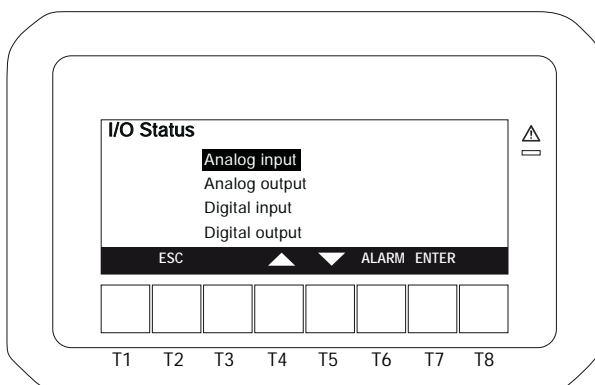 I/O Status
Analog input
Analog output
Digital input
Digital output
ESC ALARM ENTER
T1 T2 T3 T4 T5 T6 T7 T8